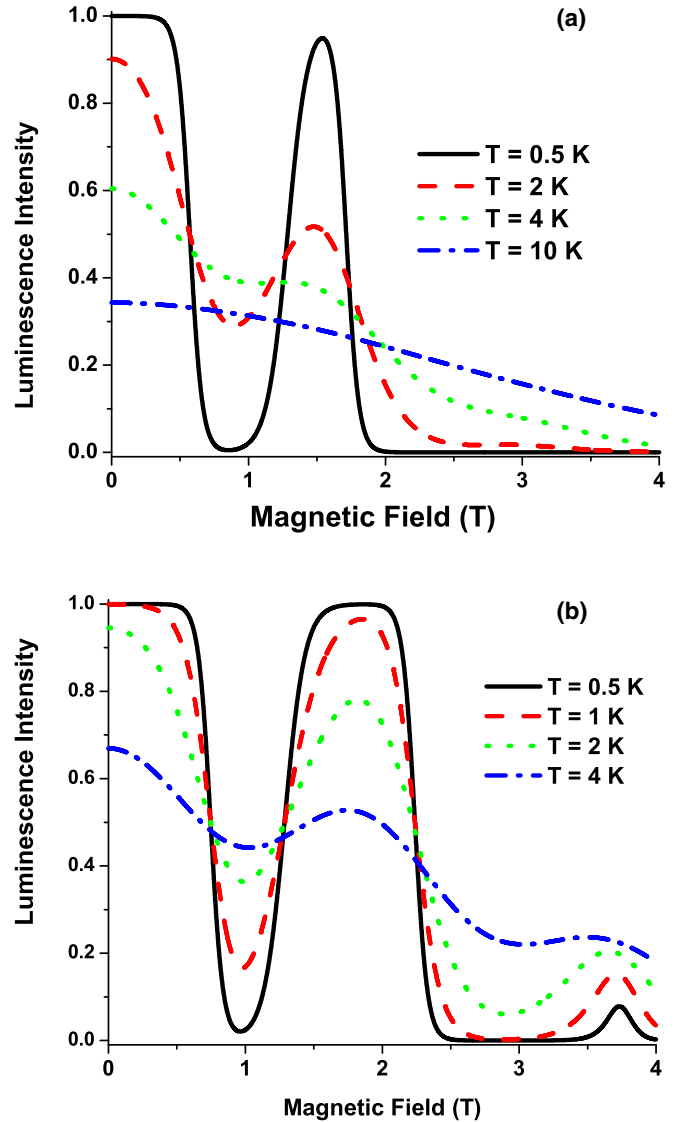 (a)
1.0
0.8
0.6
0.4
0.2
0.0
Luminescence Intensity
T = 0.5 K
T = 2 K
T = 4 K
T = 10 K
0 1 2 3 4
Magnetic Field (T)
(b)
1.0
0.8
0.6
0.4
0.2
0.0
Luminescence Intensity
T = 0.5 K
T = 1 K
T = 2 K
T = 4 K
0 1 2 3 4
Magnetic Field (T)